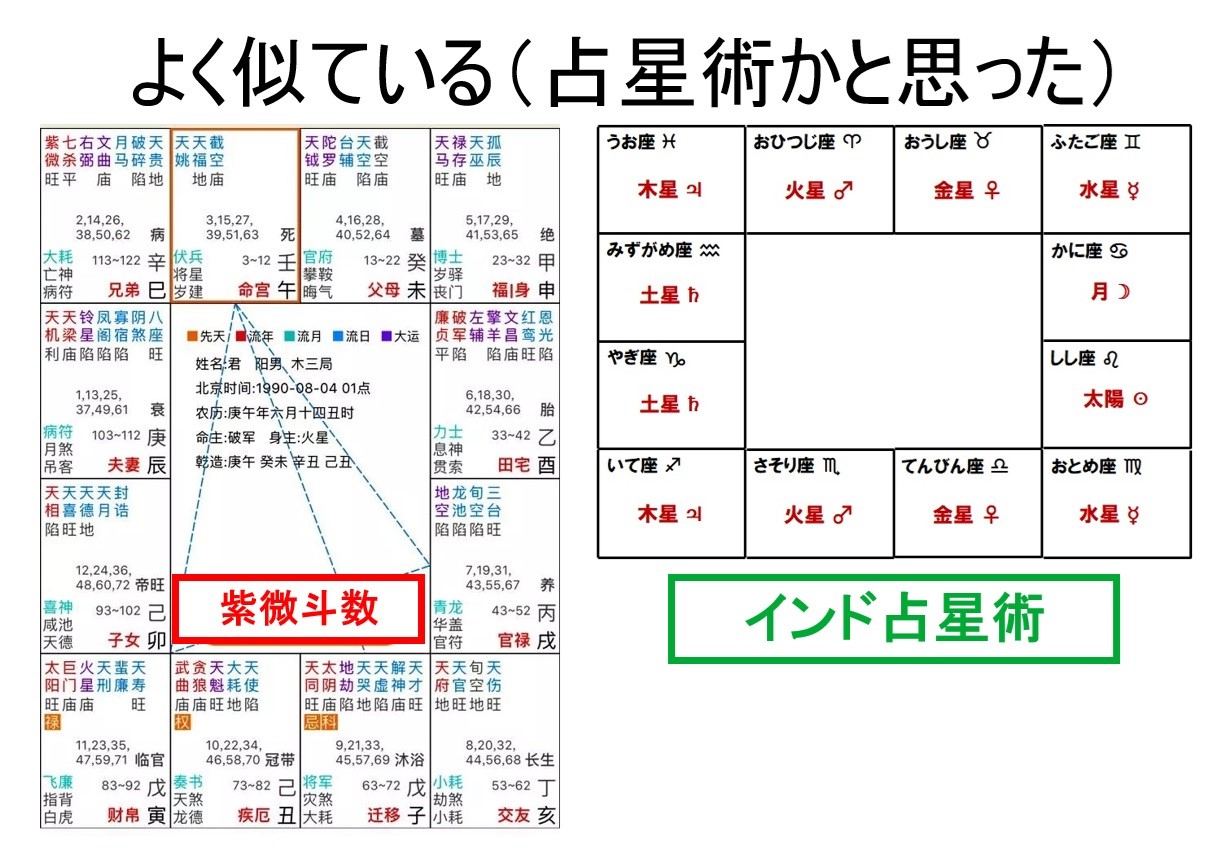 よく似ている（占星術かと思った）
紫七右文月破天
微杀弼曲马碎贵
旺平 庙 陷地
2,14,26,
38,50,62 病
大耗 113~122 辛
亡神
病符 兄弟 巳
天天截
姚福空
地庙
3,15,27,
39,51,63 死
伏兵 3~12 壬
将星
岁建 命宫 午
天陀台天截
钺罗辅空空
旺庙 陷庙
4,16,28,
40,52,64 墓
官府 13~22 癸
攀鞍
晦气 父母 未
天禄天孤
马存巫辰
旺庙 地
5,17,29,
41,53,65 绝
博士 23~32 甲
岁驿
丧门 福|身 申
天天铃凤寡阴八
机梁星阁宿煞座
利庙陷陷陷 旺
1,13,25,
37,49,61 衰
病符 103~112 庚
月煞
吊客 夫妻 辰
■先天 ■流年 ■流月 ■流日 ■大运
姓名:君 阳男 木三局
北京时间:1990-08-04 01点
农历:庚午年六月十四丑时
命主:破军 身主:火星
乾造:庚午 癸未 辛丑 己丑
廉破左擎文红恩
贞军辅羊昌鸾光
平陷 陷庙旺陷
6,18,30,
42,54,66 胎
力士 33~42 乙
息神
贯索 田宅 酉
天天天天封
相喜德月诰
陷旺地
12,24,36,
48,60,72 帝旺
喜神 93~102 己
咸池
天德 子女 卯
紫微斗数
地龙旬三
空池空台
陷陷陷旺
7,19,31,
43,55,67 养
青龙 43~52 丙
华盖
官符 官禄 戌
太巨火天蜚天
阳门星刑廉寿
旺庙庙 旺
禄
11,23,35,
47,59,71 临官
飞廉 83~92 戊
指背
白虎 财帛 寅
武贪天大天
曲狼魁耗使
庙庙旺地陷
权
10,22,34,
46,58,70 冠带
奏书 73~82 己
天煞
龙德 疾厄 丑
天太地天天解天
同阴劫哭虚神才
旺庙陷地陷庙旺
忌科
9,21,33,
45,57,69 沐浴
将军 63~72 戊
灾煞
大耗 迁移 子
天天旬天
府官空伤
地旺地旺
8,20,32,
44,56,68 长生
小耗 53~62 丁
劫煞
小耗 交友 亥
うお座 ♓
木星 ♃
おひつじ座 ♈
火星 ♂
おうし座 ♉
金星 ♀
ふたご座 ♊
水星 ☿
みずがめ座 ♒
土星 ♄
かに座 ♋
月 ☽
やぎ座 ♑
土星 ♄
しし座 ♌
太陽 ☉
いて座 ♐
木星 ♃
さそり座 ♏
火星 ♂
てんびん座 ♎
金星 ♀
おとめ座 ♍
水星 ☿
インド占星術